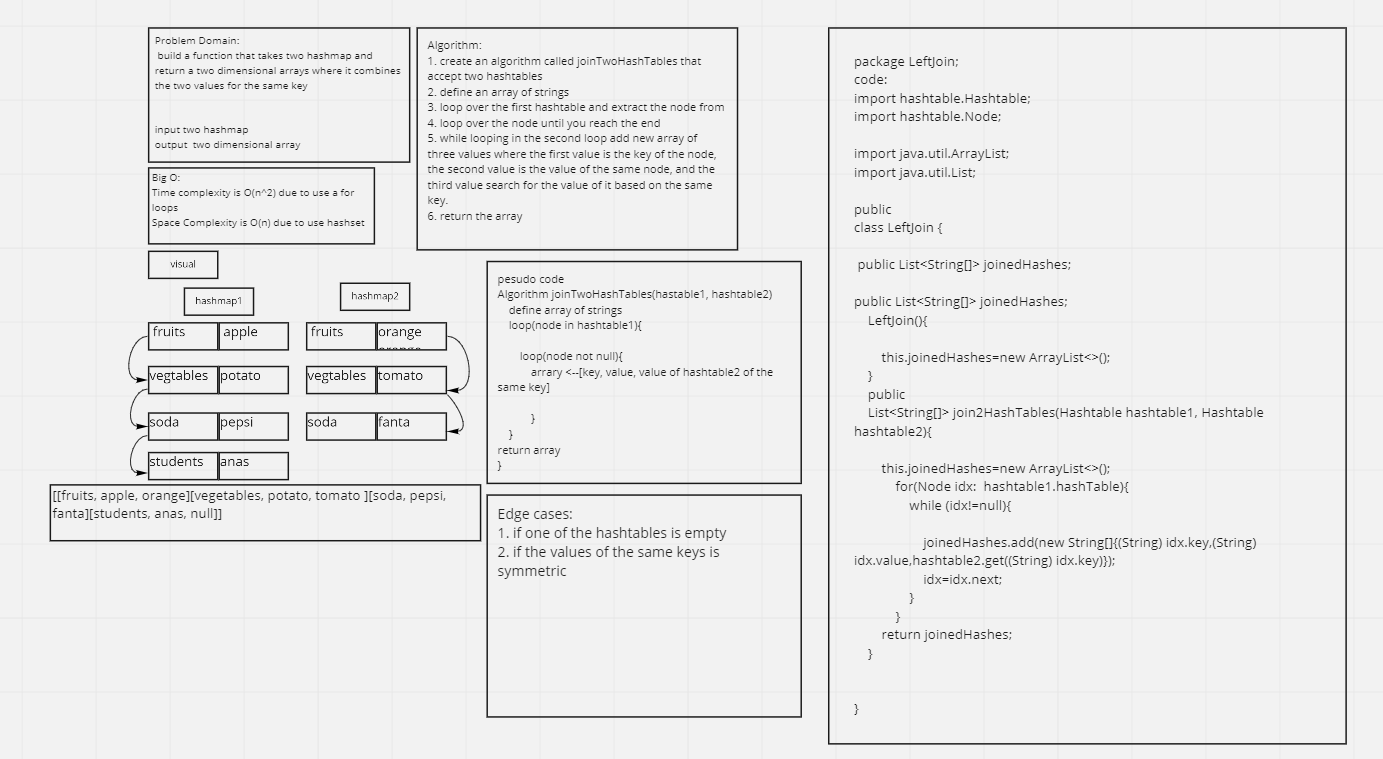 Problem Domain:
build a function that takes two hashmap and
return a two dimensional arrays where it combines
the two values for the same key
input two hashmap
output two dimensional array
Big O:
Time complexity is O(n^2) due to use a for
loops
Space Complexity is O(n) due to use hashset
Algorithm:
1. create an algorithm called joinTwoHashTables that
accept two hashtables
2. define an array of strings
3. loop over the first hashtable and extract the node from
4. loop over the node until you reach the end
5. while looping in the second loop add new array of
three values where the first value is the key of the node,
the second value is the value of the same node, and the
third value search for the value of it based on the same
key.
6. return the array
visual
hashmap1
hashmap2
fruits apple
fruits orange
orange
vegtables potato
vegtables tomato
soda pepsi
soda fanta
students anas
[[fruits, apple, orange][vegetables, potato, tomato ][soda, pepsi,
fanta][students, anas, null]]
pesudo code
Algorithm joinTwoHashTables(hastable1, hashtable2)
define array of strings
loop(node in hashtable1){
loop(node not null){
arrary <--[key, value, value of hashtable2 of the
same key]
}
}
return array
}
Edge cases:
1. if one of the hashtables is empty
2. if the values of the same keys is
symmetric
package LeftJoin;
code:
import hashtable.Hashtable;
import hashtable.Node;
import java.util.ArrayList;
import java.util.List;
public
class LeftJoin {
public List<String[]> joinedHashes;
public List<String[]> joinedHashes;
LeftJoin(){
this.joinedHashes=new ArrayList<>();
}
public
List<String[]> join2HashTables(Hashtable hashtable1, Hashtable
hashtable2){
this.joinedHashes=new ArrayList<>();
for(Node idx: hashtable1.hashTable){
while (idx!=null){
joinedHashes.add(new String[]{(String) idx.key,(String)
idx.value,hashtable2.get((String) idx.key)});
idx=idx.next;
}
}
return joinedHashes;
}
}